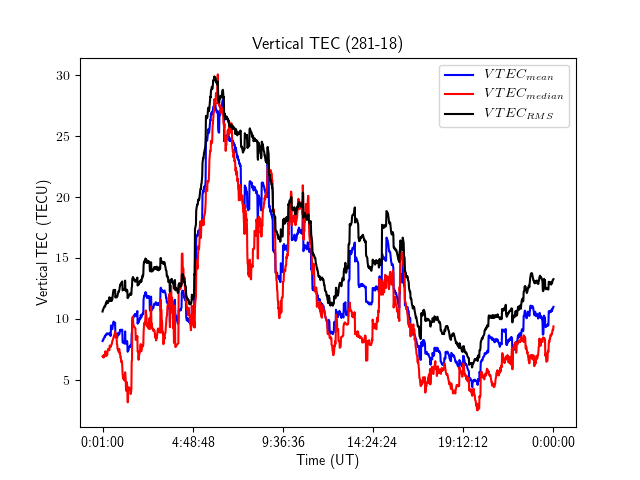 Vertical TEC (281-18)
VTEC_mean
VTEC_median
VTEC_RMS
Vertical TEC (TECU)
30
25
20
15
10
5
0:01:00 4:48:48 9:36:36 14:24:24 19:12:12 0:00:00
Time (UT)